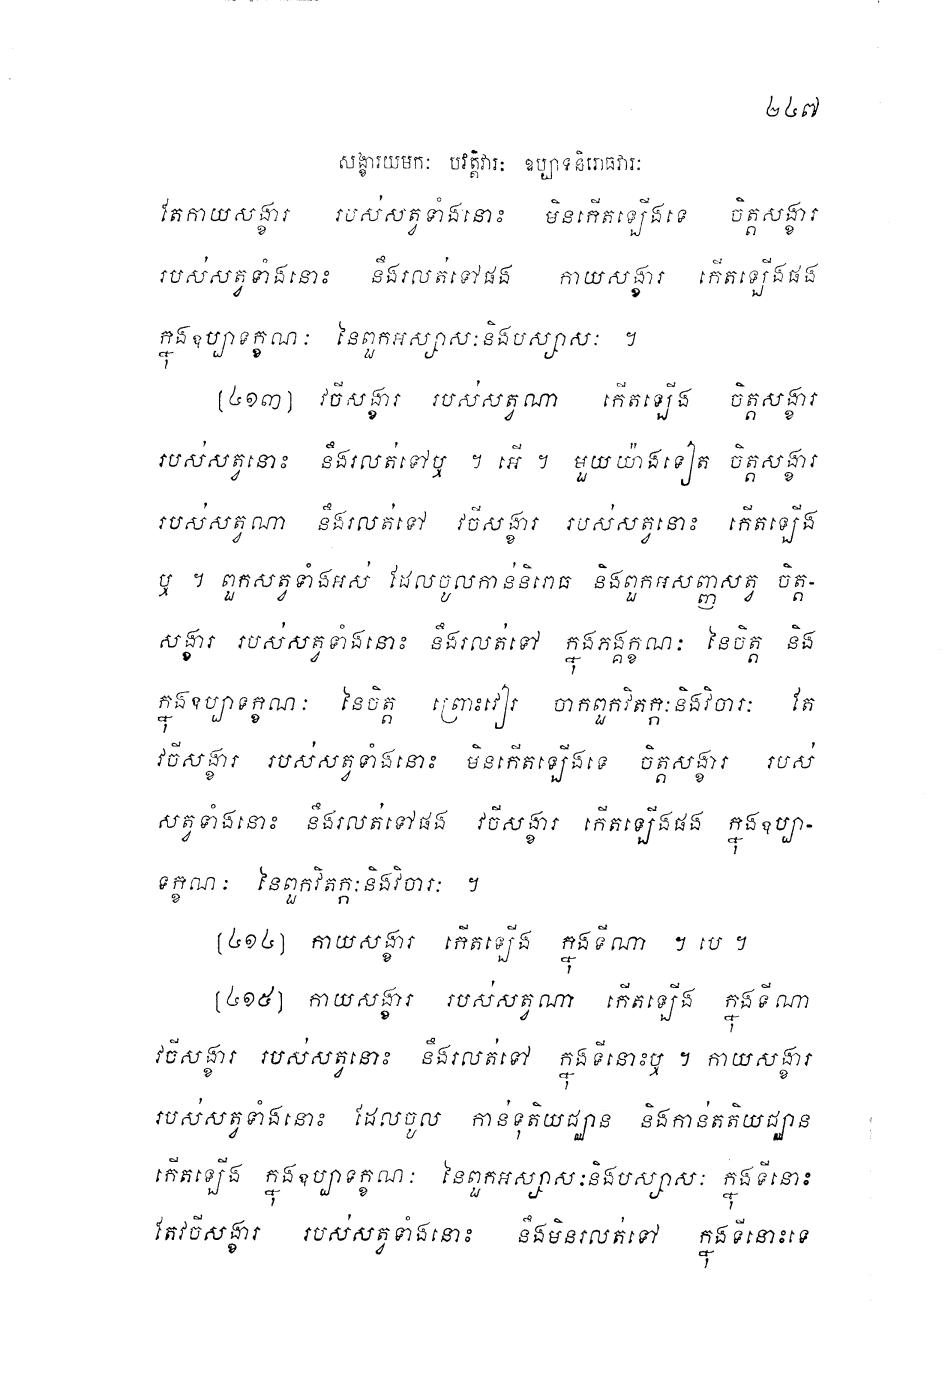 ២៤៧
សង្ខារយមកៈ បវត្តិវារៈ ឧប្បាទនិរោធវារៈ
តែកាយសង្ខារ របស់សត្វទាំងនោះ មិនកើតឡើងទេ ចិត្តសង្ខារ
របស់សត្វទាំងនោះ នឹងរលត់ទៅផង កាយសង្ខារ កើតឡើងផង
ក្នុងឧប្បាទក្ខណៈ នៃពួកអស្សាសៈនិងបស្សាសៈ ។
(៤១៣) វចីសង្ខារ របស់សត្វណា កើតឡើង ចិត្តសង្ខារ
របស់សត្វនោះ នឹងរលត់ទៅឬ ។ អើ ។ មួយយ៉ាងទៀត ចិត្តសង្ខារ
របស់សត្វណា នឹងរលត់ទៅ វចីសង្ខារ របស់សត្វនោះ កើតឡើង
ឬ ។ ពួកសត្វទាំងអស់ ដែលចូលកាន់និរោធ និងពួកអសញ្ញសត្វ ចិត្ត-
សង្ខារ របស់សត្វទាំងនោះ នឹងរលត់ទៅ ក្នុងភង្គក្ខណៈ នៃចិត្ត និង
ក្នុងឧប្បាទក្ខណៈ នៃចិត្ត ព្រោះវៀរ ចាកពួកវិតក្កៈនិងវិចារៈ តែ
វចីសង្ខារ របស់សត្វទាំងនោះ មិនកើតឡើងទេ ចិត្តសង្ខារ របស់
សត្វទាំងនោះ នឹងរលត់ទៅផង វចីសង្ខារ កើតឡើងផង ក្នុងឧប្បា-
ទក្ខណៈ នៃពួកវិតក្កៈនិងវិចារៈ ។
(៤១៤) កាយសង្ខារ កើតឡើង ក្នុងទីណា ។ បេ ។
(៤១៥) កាយសង្ខារ របស់សត្វណា កើតឡើង ក្នុងទីណា
វចីសង្ខារ របស់សត្វនោះ នឹងរលត់ទៅ ក្នុងទីនោះឬ ។ កាយសង្ខារ
របស់សត្វទាំងនោះ ដែលចូល កាន់ទុតិយជ្ឈាន និងកាន់តតិយជ្ឈាន
កើតឡើង ក្នុងឧប្បាទក្ខណៈ នៃពួកអស្សាសៈនិងបស្សាសៈ ក្នុងទីនោះ
តែវចីសង្ខារ របស់សត្វទាំងនោះ នឹងមិនរលត់ទៅ ក្នុងទីនោះទេ